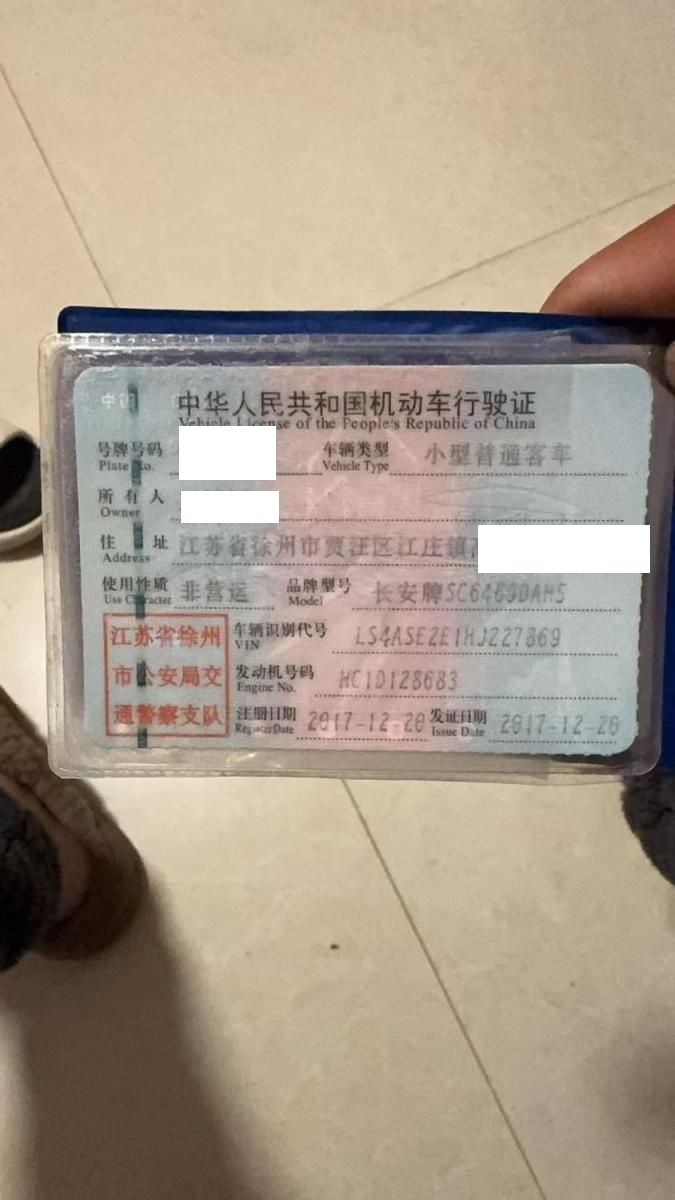 中华人民共和国机动车行驶证
Vehicle License of the People's Republic of China
号牌号码 车辆类型 小型普通客车
Plate No. Vehicle Type
所有人
Owner
住址 江苏省徐州市贾汪区江庄镇
Address
使用性质 非营运 品牌型号 长安牌SC6469DAH5
Use Character Model
江苏省徐州 车辆识别代号 LS4ASE2E1HJ227869
VIN
市公安局交 发动机号码 HC1D128683
Engine No.
通警察支队 注册日期 2017-12-20 发证日期 2017-12-20
Register Date Issue Date